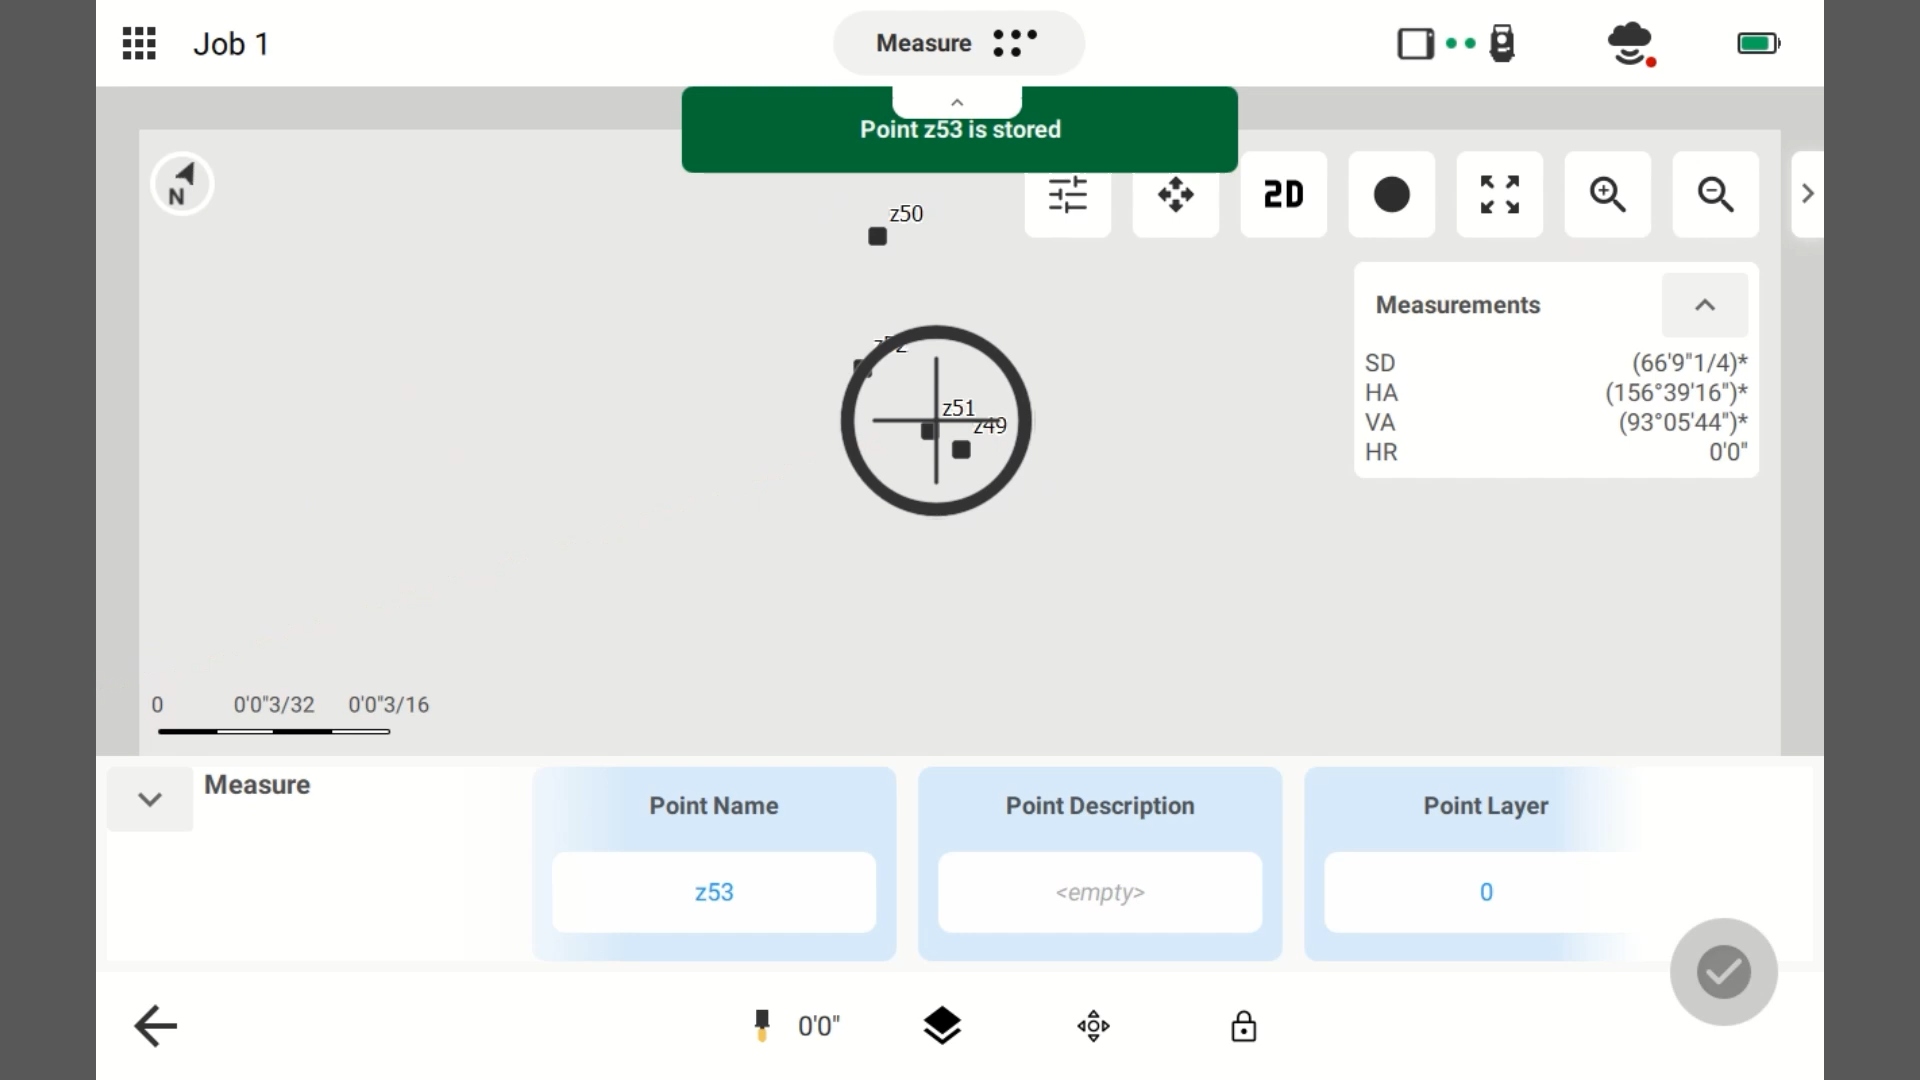 Job 1
Measure
Point z53 is stored
N
2D
z50
z51
z49
Measurements
SD (66'9"1/4)*
HA (156°39'16")*
VA (93°05'44")*
HR 0'0"
0 0'0"3/32 0'0"3/16
Measure
Point Name
Point Description
Point Layer
z53
<empty>
0
0'0"